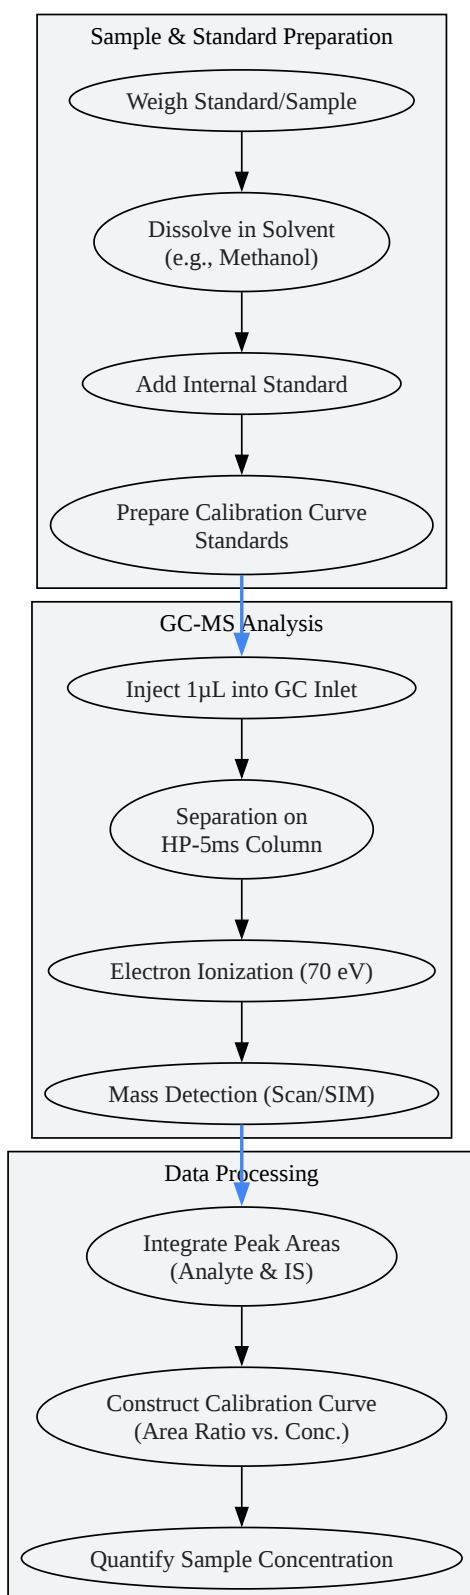 Sample & Standard Preparation
Weigh Standard/Sample
Dissolve in Solvent
(e.g., Methanol)
Add Internal Standard
Prepare Calibration Curve
Standards
GC-MS Analysis
Inject 1µL into GC Inlet
Separation on
HP-5ms Column
Electron Ionization (70 eV)
Mass Detection (Scan/SIM)
Data Processing
Integrate Peak Areas
(Analyte & IS)
Construct Calibration Curve
(Area Ratio vs. Conc.)
Quantify Sample Concentration